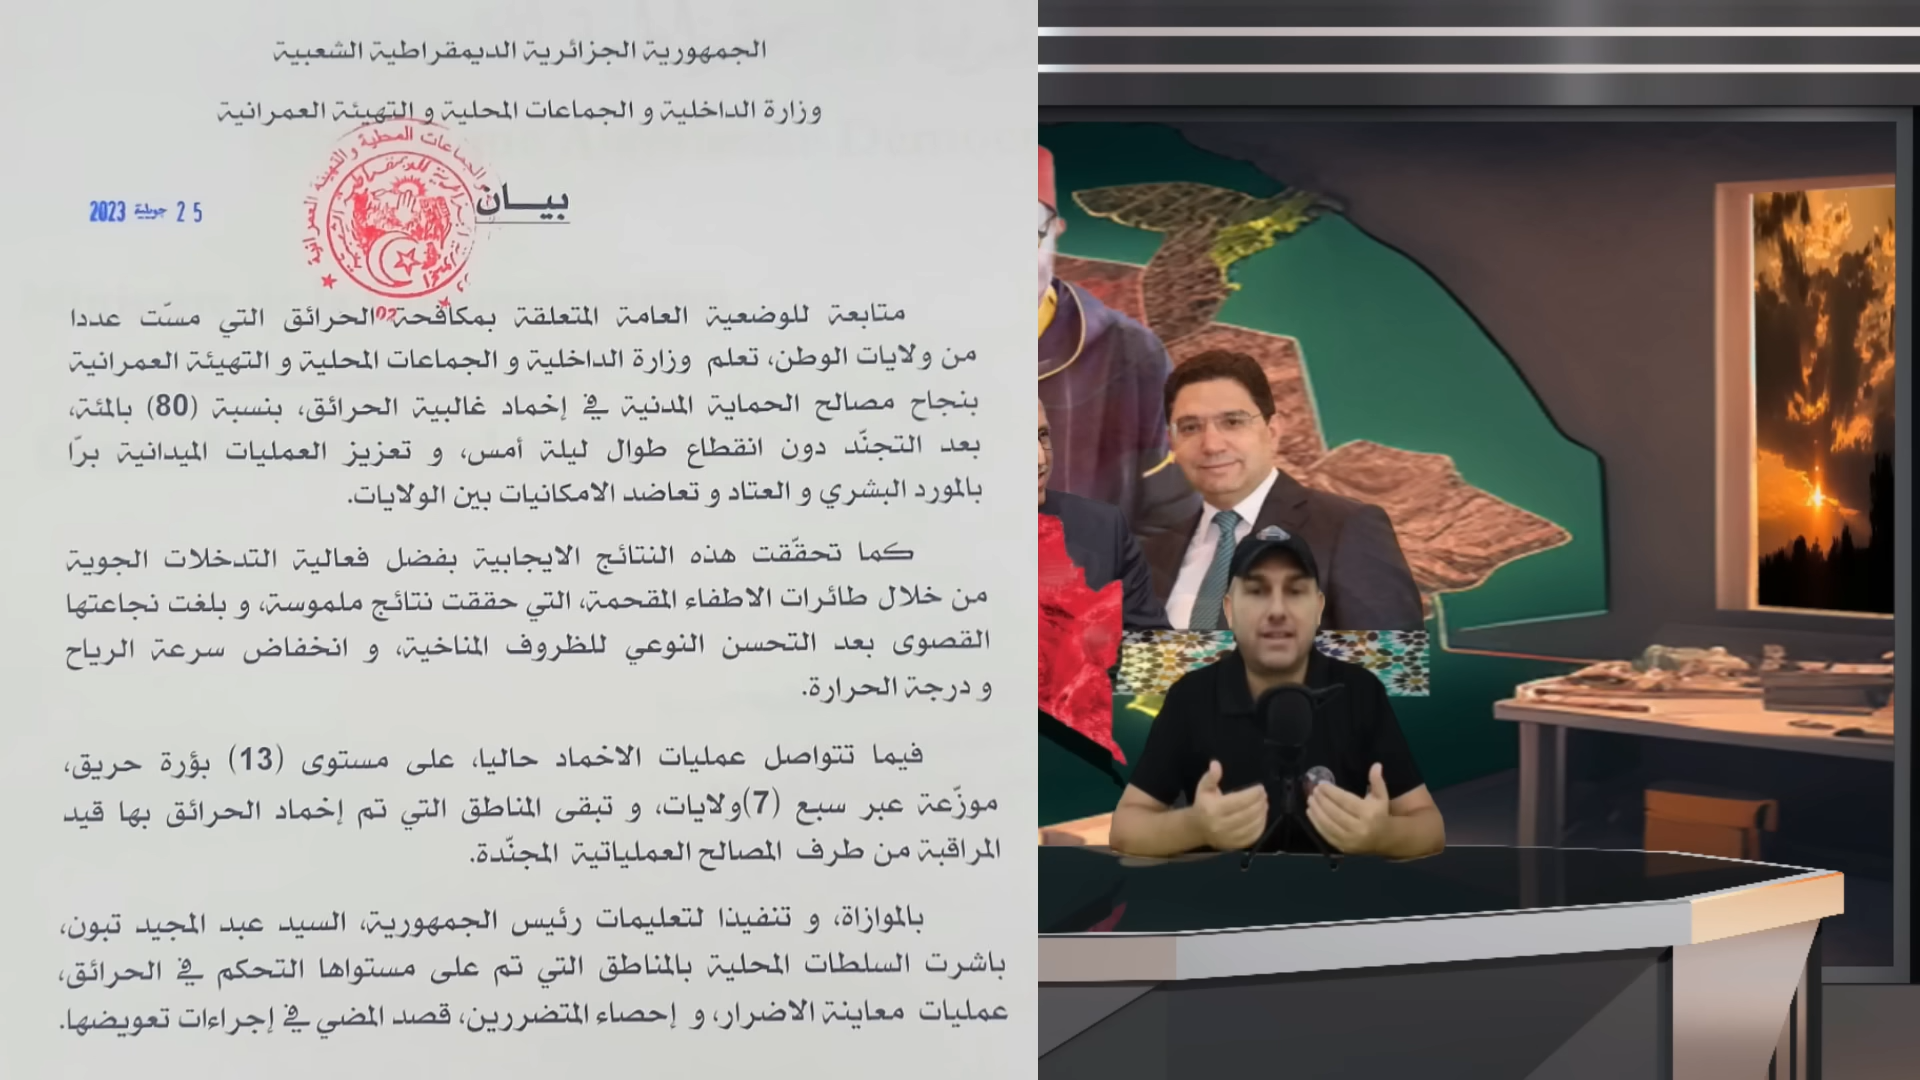 الجمهورية الجزائرية الديمقراطية الشعبية
وزارة الداخلية و الجماعات المحلية و التهيئة العمرانية
بيـــان
25 جويلية 2023
متابعة للوضعية العامة المتعلقة بمكافحة الحرائق التي مسّت عددا
من ولايات الوطن، تعلم وزارة الداخلية و الجماعات المحلية و التهيئة العمرانية
بنجاح مصالح الحماية المدنية في إخماد غالبية الحرائق، بنسبة (80) بالمئة،
بعد التجنّد دون انقطاع طوال ليلة أمس، و تعزيز العمليات الميدانية برّا
بالمورد البشري و العتاد و تعاضد الامكانيات بين الولايات.
كما تحقّقت هذه النتائج الايجابية بفضل فعالية التدخلات الجوية
من خلال طائرات الاطفاء المقحمة، التي حققت نتائج ملموسة، و بلغت نجاعتها
القصوى بعد التحسن النوعي للظروف المناخية، و انخفاض سرعة الرياح
و درجة الحرارة.
فيما تتواصل عمليات الاخماد حاليا، على مستوى (13) بؤرة حريق،
موزّعة عبر سبع (7)ولايات، و تبقى المناطق التي تم إخماد الحرائق بها قيد
المراقبة من طرف المصالح العملياتية المجنّدة.
بالموازاة، و تنفيذا لتعليمات رئيس الجمهورية، السيد عبد المجيد تبون،
باشرت السلطات المحلية بالمناطق التي تم على مستواها التحكم في الحرائق،
عمليات معاينة الاضرار، و إحصاء المتضررين، قصد المضي في إجراءات تعويضها.